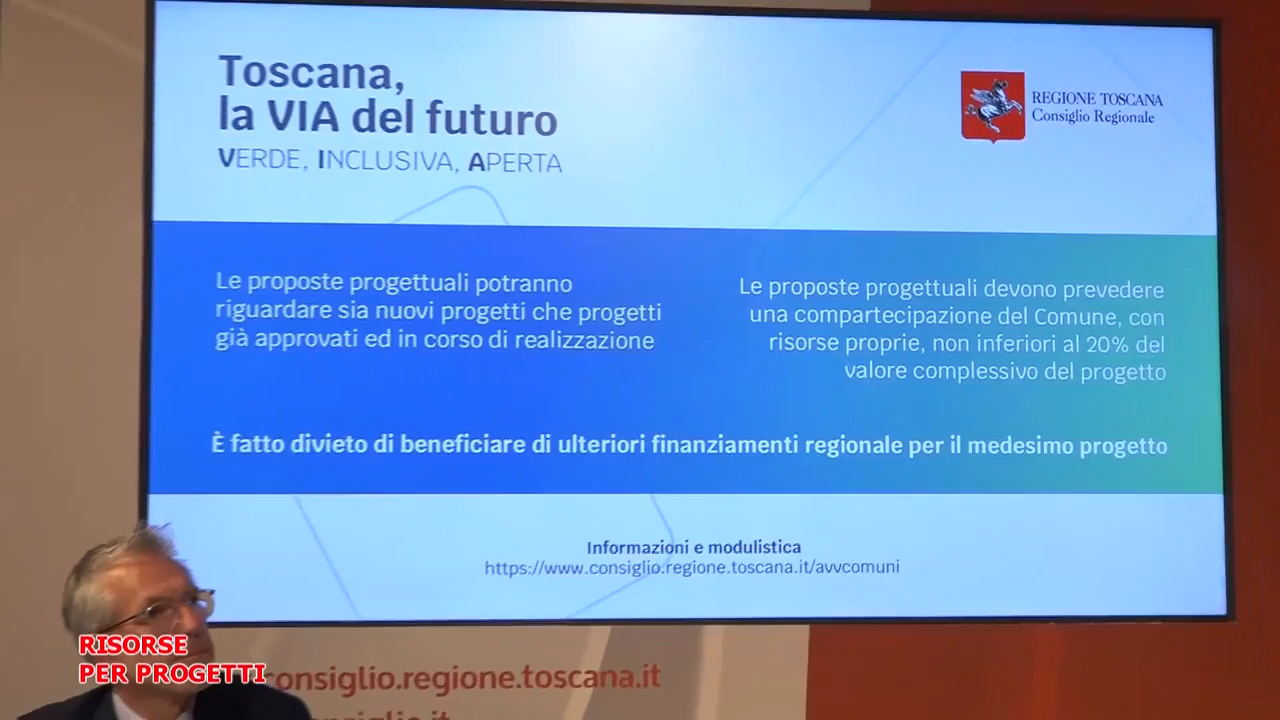 Toscana,
la VIA del futuro
VERDE, INCLUSIVA, APERTA
REGIONE TOSCANA
Consiglio Regionale
Le proposte progettuali potranno
riguardare sia nuovi progetti che progetti
già approvati ed in corso di realizzazione
Le proposte progettuali devono prevedere
una compartecipazione del Comune, con
risorse proprie, non inferiori al 20% del
valore complessivo del progetto
È fatto divieto di beneficiare di ulteriori finanziamenti regionale per il medesimo progetto
Informazioni e modulistica
https://www.consiglio.regione.toscana.it/avvcomuni
RISORSE
PER PROGETTI
consiglio.regione.toscana.it